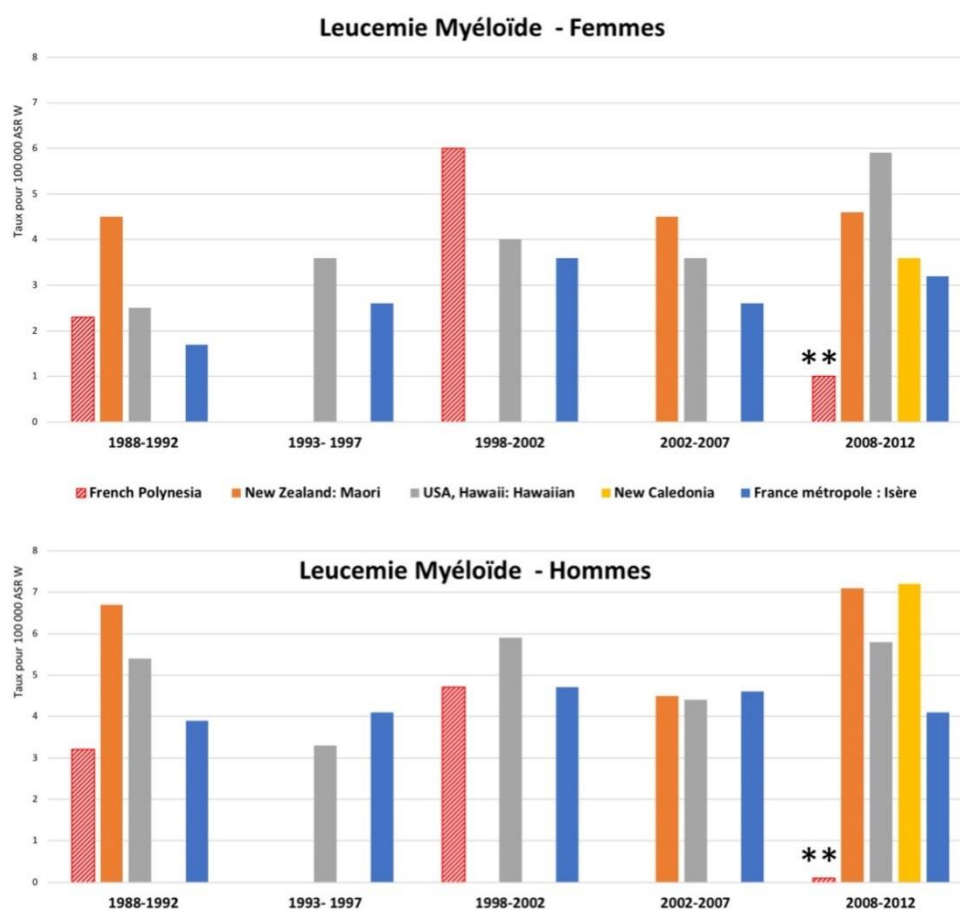 Leucemie Myéloïde - Femmes
Taux pour 100 000 ASR W
8
7
6
5
4
3
2
1
0
**
1988-1992 1993- 1997 1998-2002 2002-2007 2008-2012
French Polynesia New Zealand: Maori USA, Hawaii: Hawaiian New Caledonia France métropole : Isère
Leucemie Myéloïde - Hommes
Taux pour 100 000 ASR W
8
7
6
5
4
3
2
1
0
**
1988-1992 1993- 1997 1998-2002 2002-2007 2008-2012